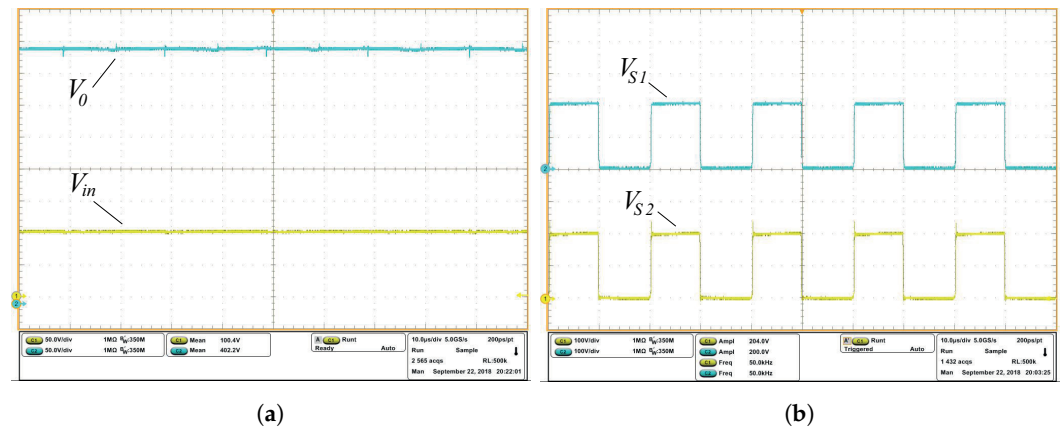 V0
Vin
1
2
C1 50.0V/div 1MΩ BW:350M
C2 50.0V/div 1MΩ BW:350M
C1 Mean 100.4V
C2 Mean 402.2V
A C1 Runt
Ready Auto
10.0μs/div 5.0GS/s 200ps/pt
Run Sample
2 565 acqs RL:500k
Man September 22, 2018 20:22:01
(a)
VS1
2
VS2
1
C1 100V/div 1MΩ BW:350M
C2 100V/div 1MΩ BW:350M
C1 Ampl 204.0V
C2 Ampl 200.0V
C1 Freq 50.0kHz
C2 Freq 50.0kHz
A' C1 Runt
Triggered Auto
10.0μs/div 5.0GS/s 200ps/pt
Run Sample
1 432 acqs RL:500k
Man September 22, 2018 20:03:25
(b)